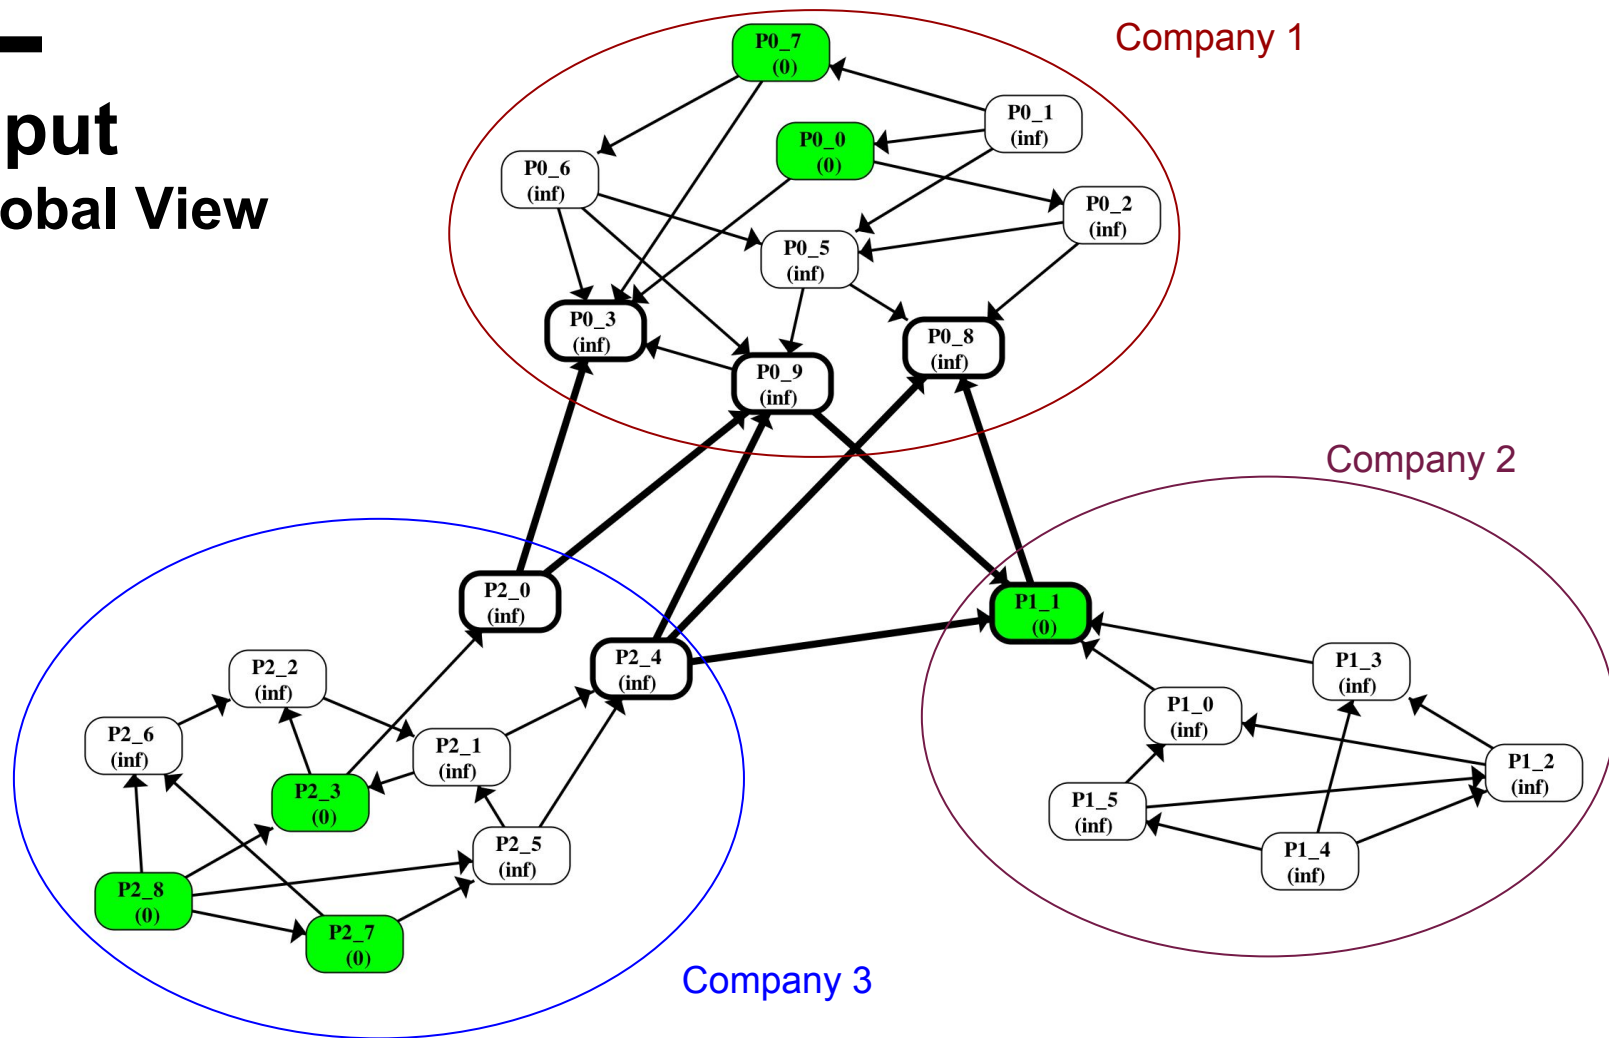 put
obal View
Company 1
P0_7
(0)
P0_1
(inf)
P0_0
(0)
P0_6
(inf)
P0_2
(inf)
P0_5
(inf)
P0_3
(inf)
P0_8
(inf)
P0_9
(inf)
Company 2
P2_0
(inf)
P1_1
(0)
P2_4
(inf)
P2_2
(inf)
P1_3
(inf)
P1_0
(inf)
P2_6
(inf)
P2_1
(inf)
P1_2
(inf)
P2_3
(0)
P1_5
(inf)
P2_5
(inf)
P1_4
(inf)
P2_8
(0)
P2_7
(0)
Company 3